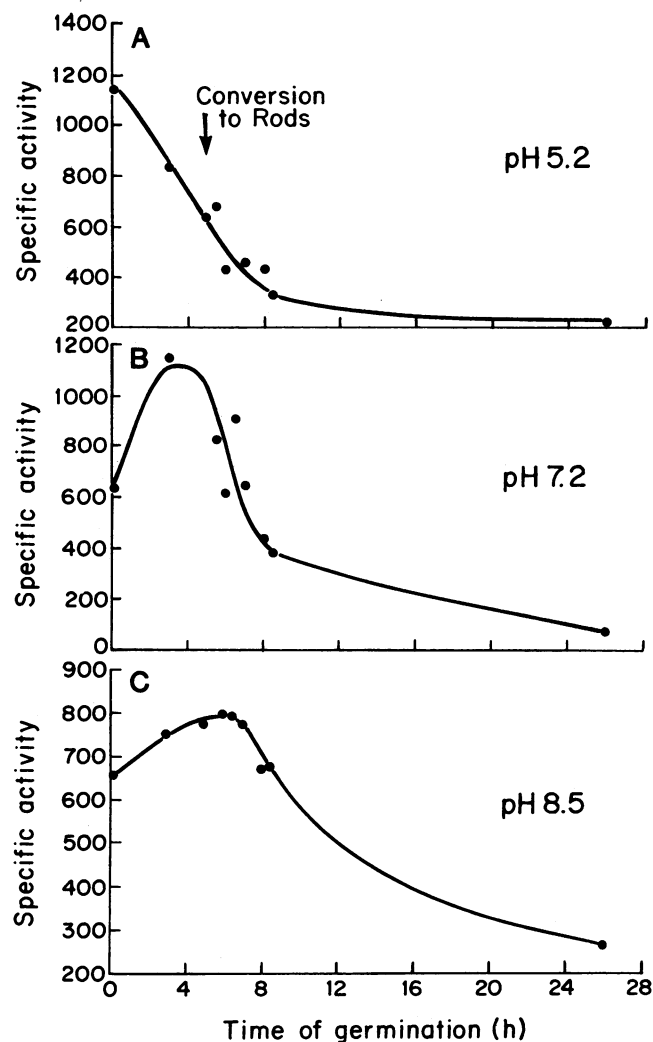 A
1400
1200
1000
800
600
400
200
Specific activity
Conversion
to Rods
pH 5.2
B
1200
1000
800
600
400
200
0
Specific activity
pH 7.2
C
900
800
700
600
500
400
300
200
Specific activity
pH 8.5
0 4 8 12 16 20 24 28
Time of germination (h)